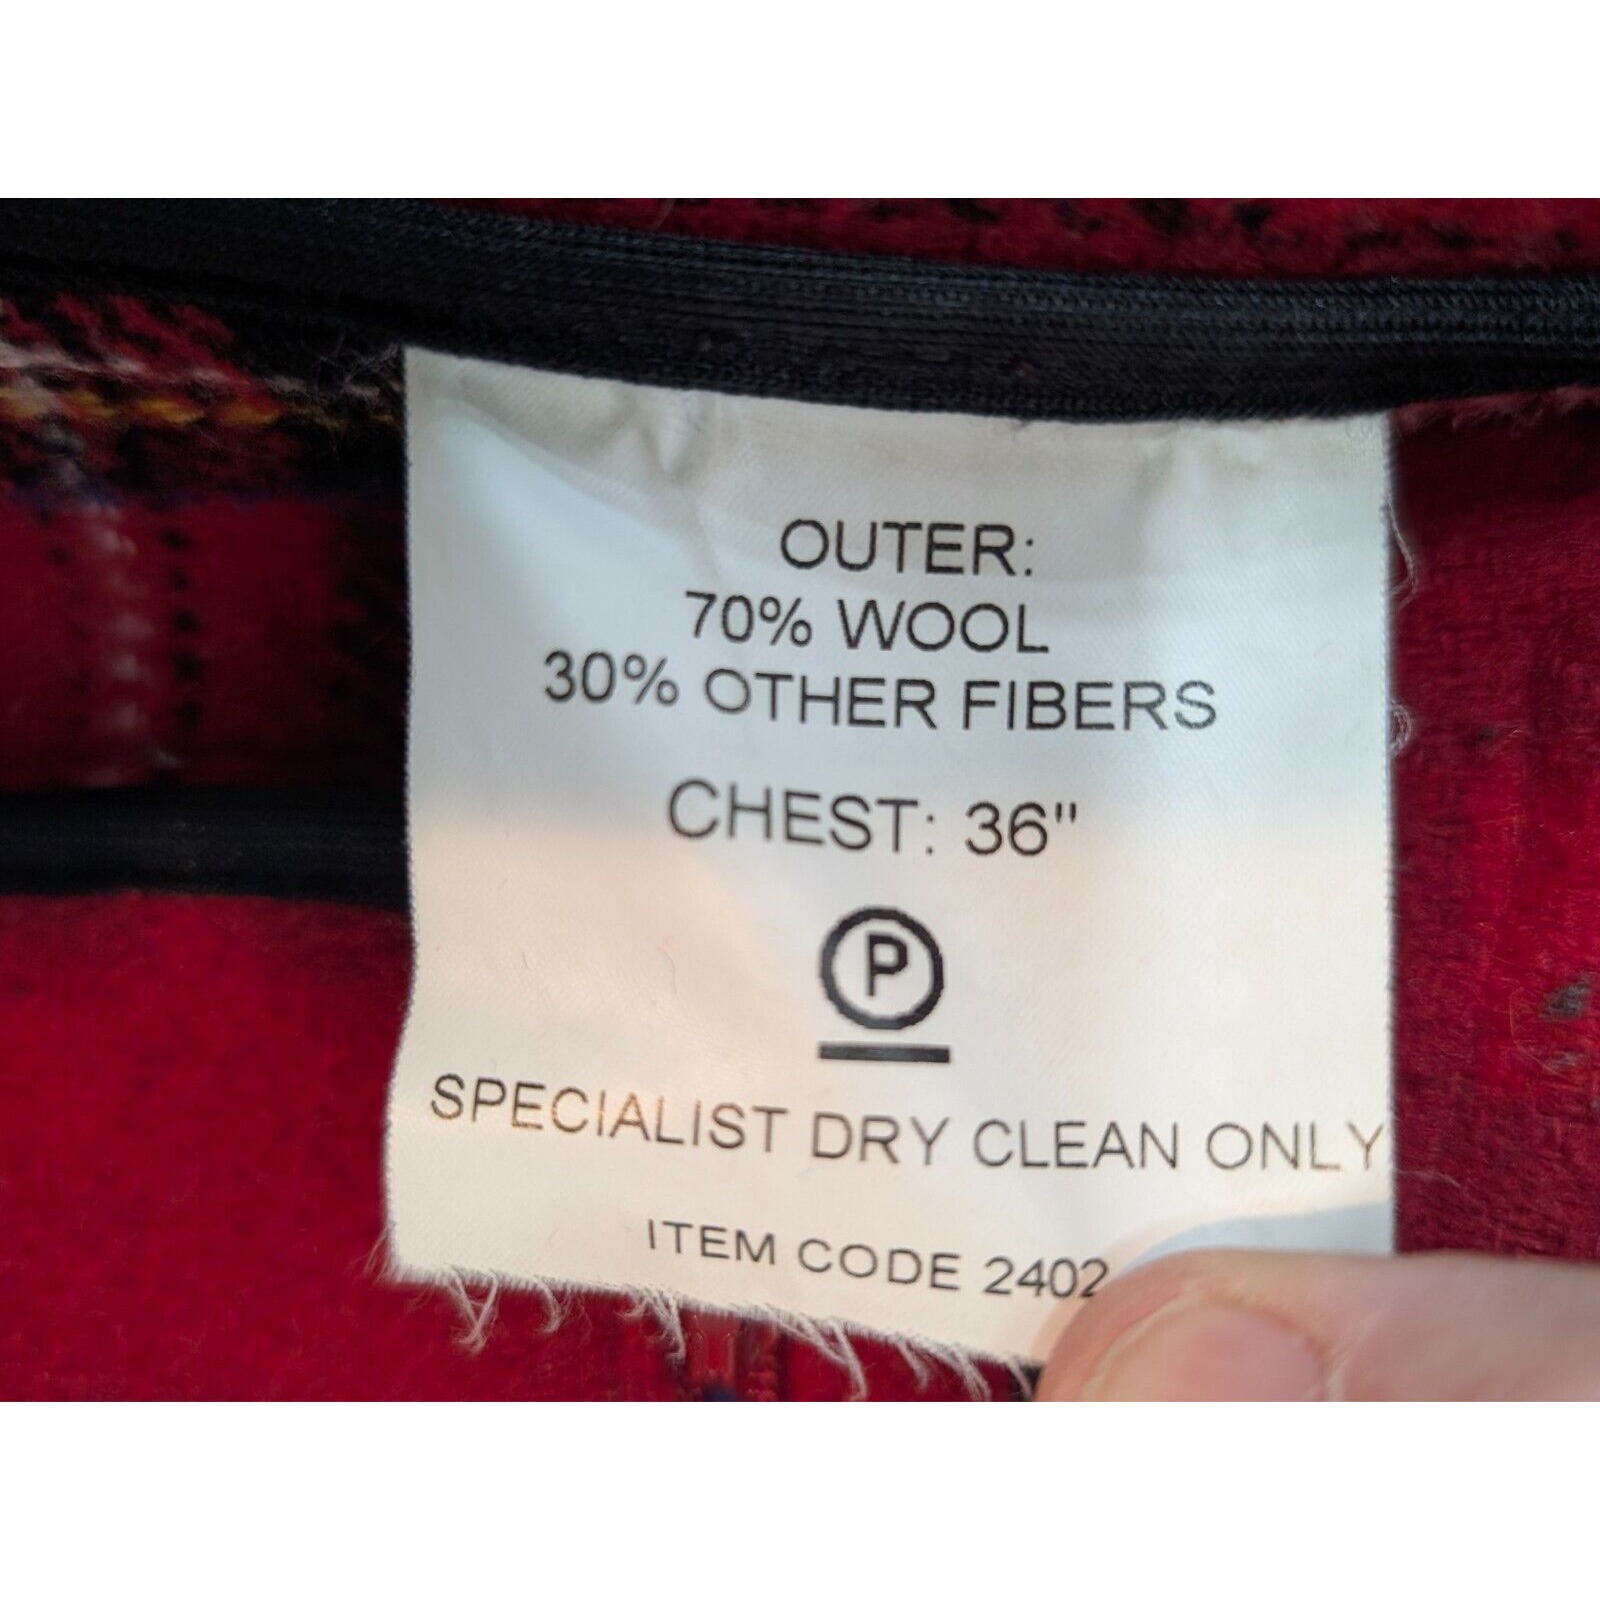 OUTER:
70% WOOL
30% OTHER FIBERS
CHEST: 36"
P
SPECIALIST DRY CLEAN ONLY
ITEM CODE 2402